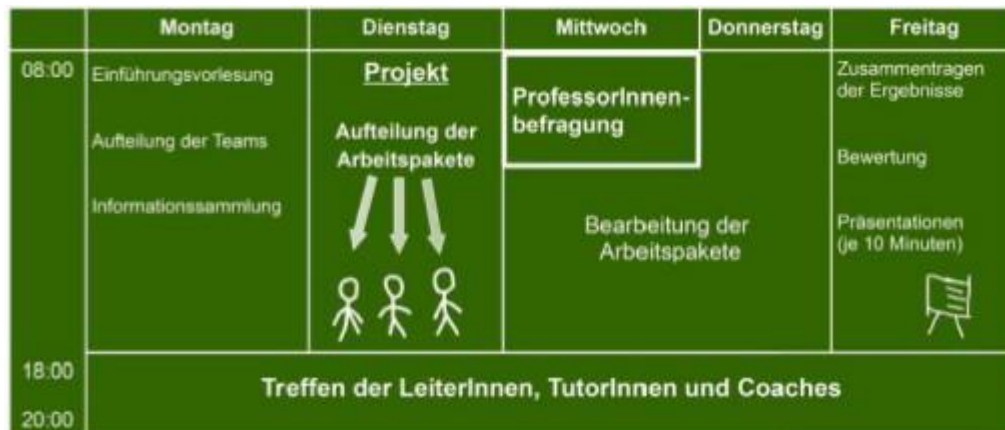 Montag
Dienstag
Mittwoch
Donnerstag
Freitag
08:00
Einführungsvorlesung
Aufteilung der Teams
Informationssammlung
Projekt
Aufteilung der
Arbeitspakete
ProfessorInnen-
befragung
Bearbeitung der
Arbeitspakete
Zusammentragen
der Ergebnisse
Bewertung
Präsentationen
(je 10 Minuten)
18:00
20:00
Treffen der LeiterInnen, TutorInnen und Coaches